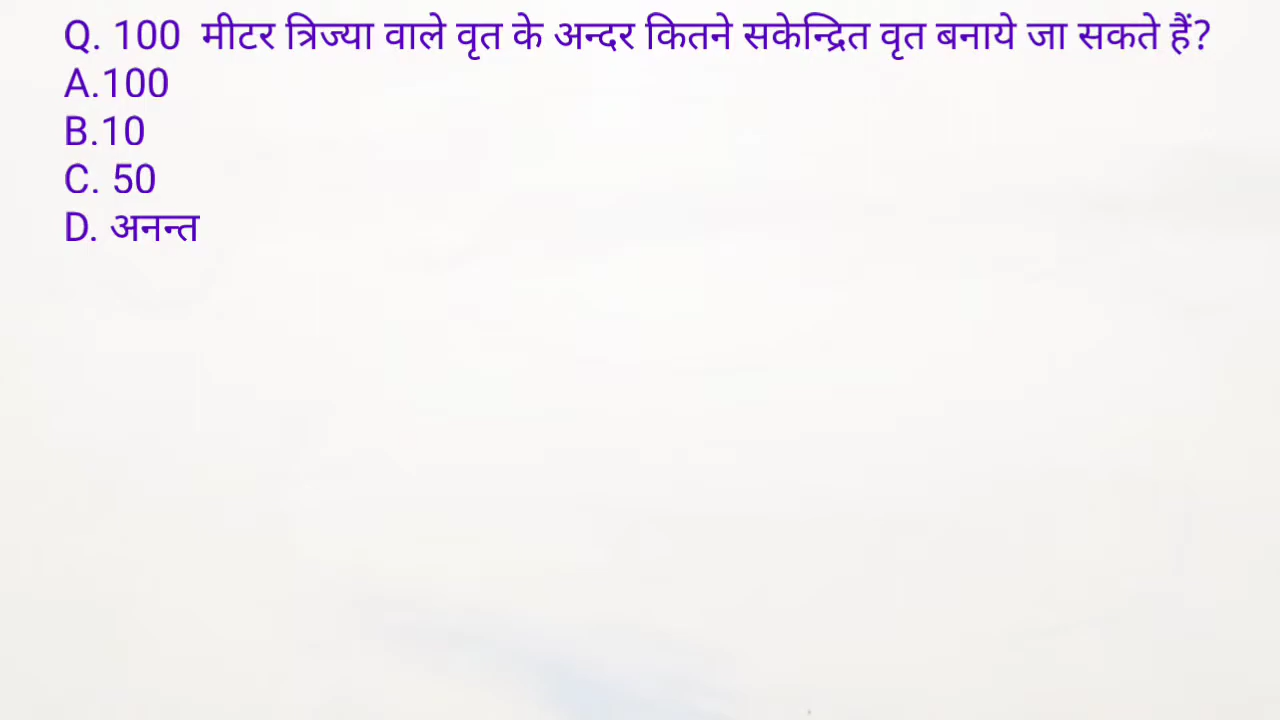 Q. 100 मीटर त्रिज्या वाले वृत के अन्दर कितने सकेन्द्रित वृत बनाये जा सकते हैं?
A.100
B.10
C. 50
D. अनन्त